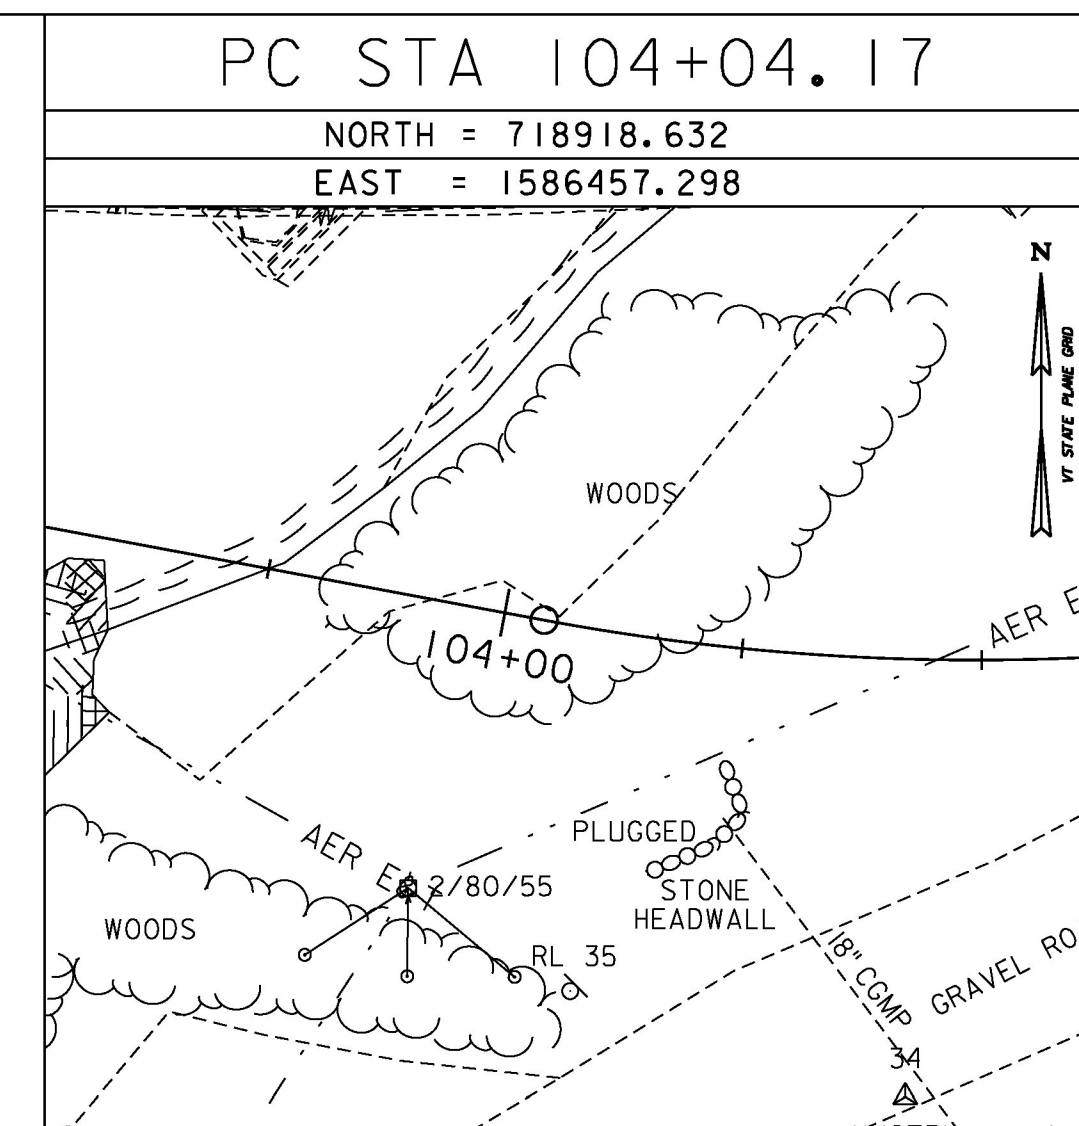 PC STA 104+04.17
NORTH = 718918.632
EAST = 1586457.298
N
VT STATE PLANE GRID
WOODS
AER E
104+00
PLUGGED
AER E
2/80/55
STONE
HEADWALL
WOODS
RL 35
18" CGMP
GRAVEL RO
34